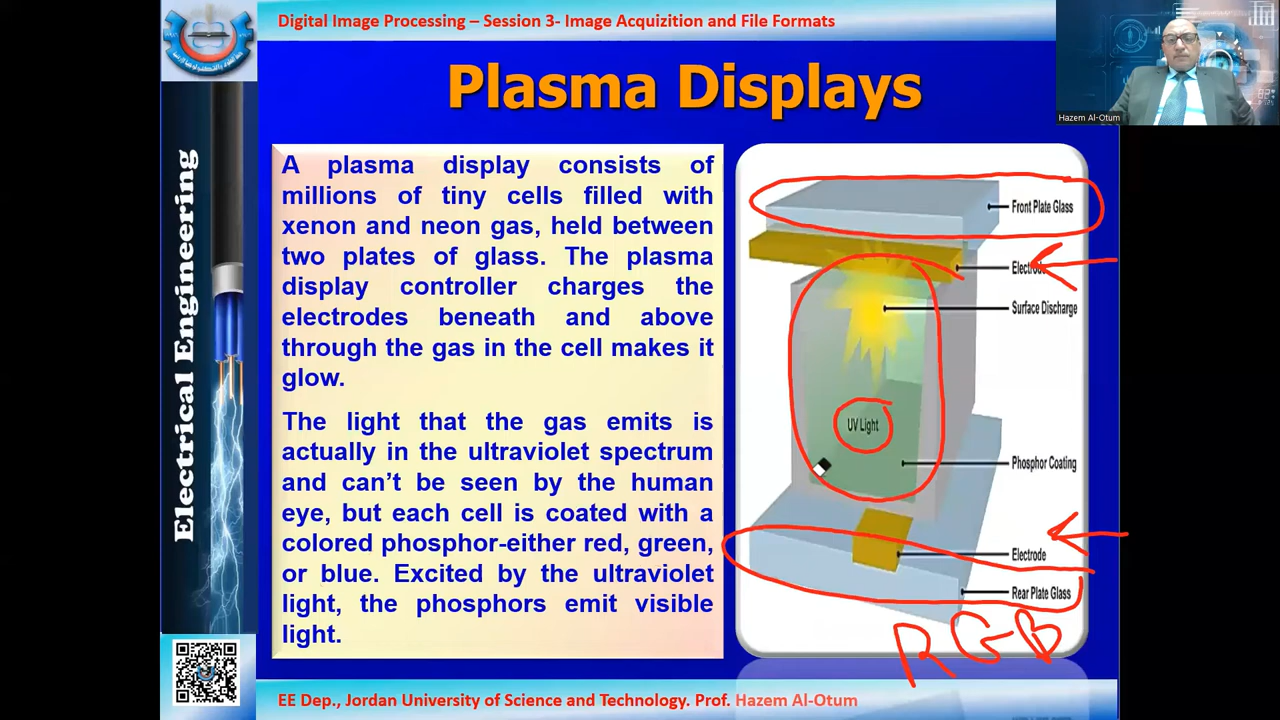 Digital Image Processing – Session 3- Image Acquizition and File Formats
Plasma Displays
Hazem Al-Otum
Electrical Engineering
A plasma display consists of
millions of tiny cells filled with
xenon and neon gas, held between
two plates of glass. The plasma
display controller charges the
electrodes beneath and above
through the gas in the cell makes it
glow.
The light that the gas emits is
actually in the ultraviolet spectrum
and can’t be seen by the human
eye, but each cell is coated with a
colored phosphor-either red, green,
or blue. Excited by the ultraviolet
light, the phosphors emit visible
light.
Front Plate Glass
Electrode
Surface Discharge
UV Light
Phosphor Coating
Electrode
Rear Plate Glass
RGB
EE Dep., Jordan University of Science and Technology. Prof. Hazem Al-Otum